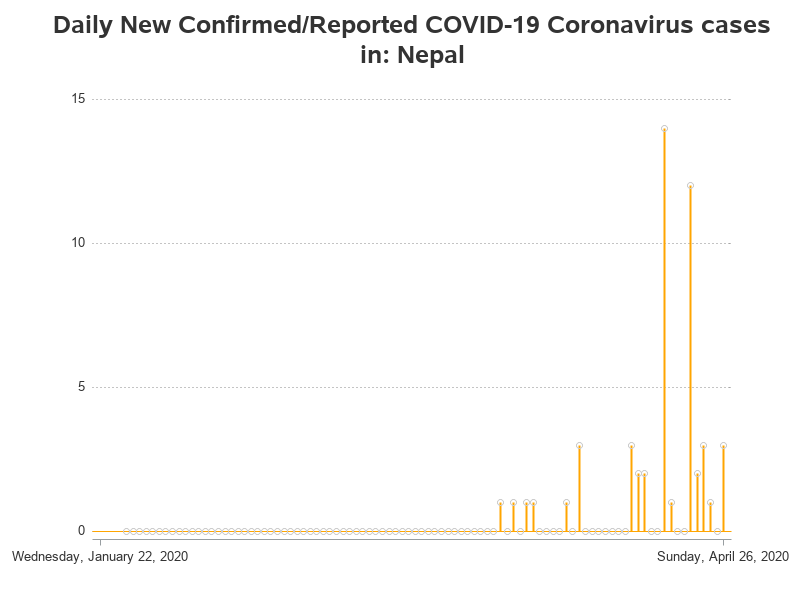 Daily New Confirmed/Reported COVID-19 Coronavirus cases
in: Nepal
15
10
5
0
Wednesday, January 22, 2020
Sunday, April 26, 2020